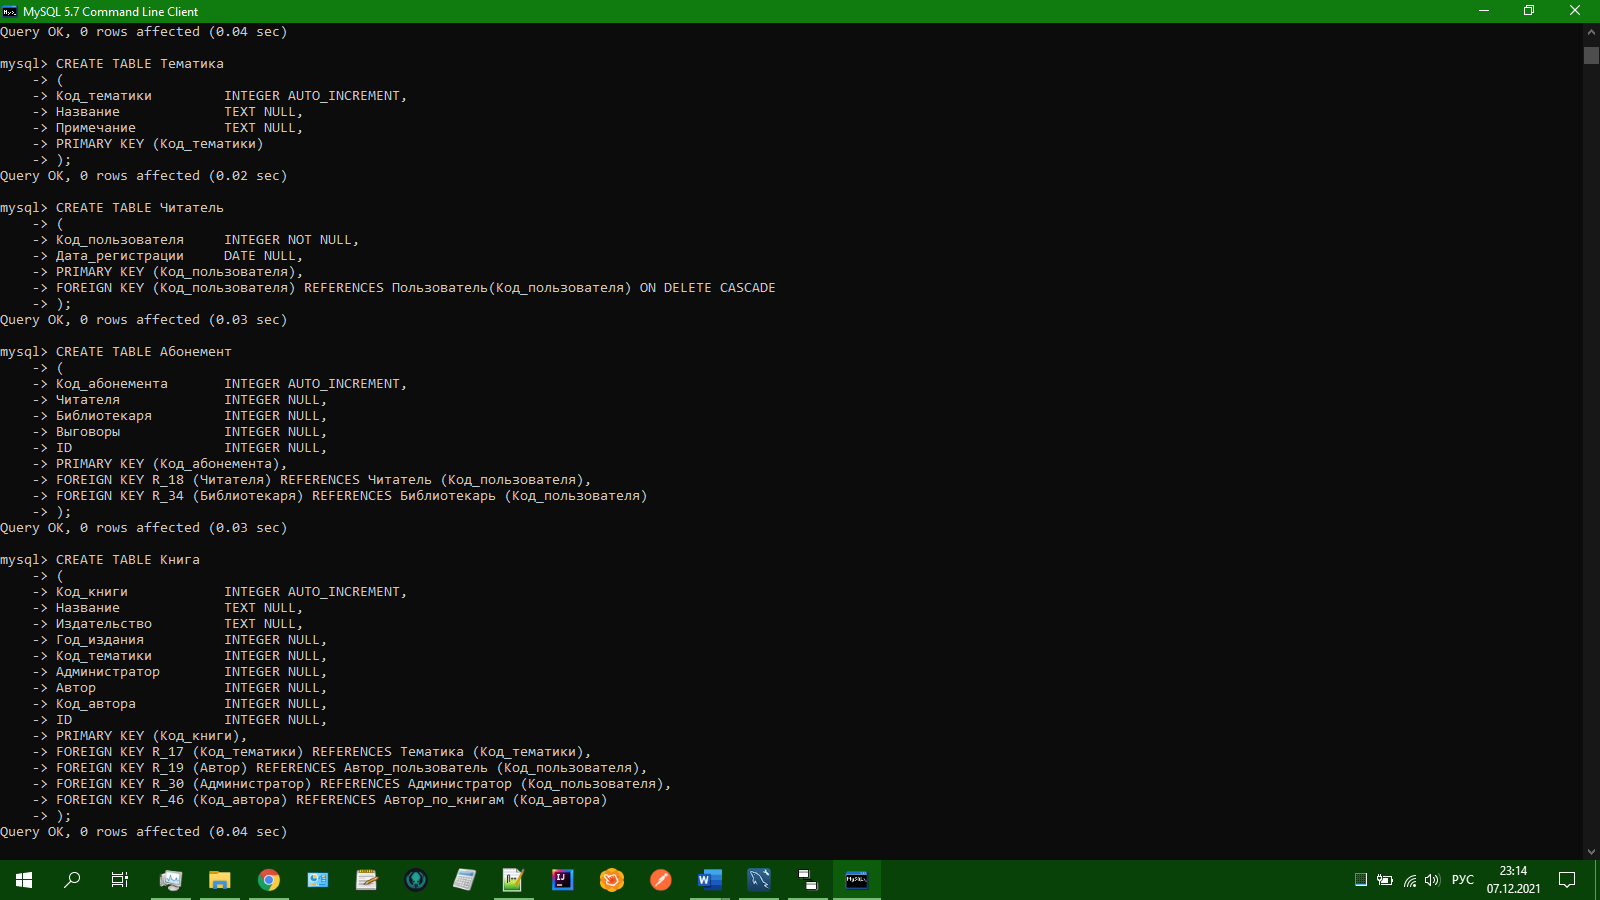 MySQL 5.7 Command Line Client
Query OK, 0 rows affected (0.04 sec)
mysql> CREATE TABLE Тематика
    -> (
    -> Код_тематики         INTEGER AUTO_INCREMENT,
    -> Название             TEXT NULL,
    -> Примечание           TEXT NULL,
    -> PRIMARY KEY (Код_тематики)
    -> );
Query OK, 0 rows affected (0.02 sec)
mysql> CREATE TABLE Читатель
    -> (
    -> Код_пользователя     INTEGER NOT NULL,
    -> Дата_регистрации     DATE NULL,
    -> PRIMARY KEY (Код_пользователя),
    -> FOREIGN KEY (Код_пользователя) REFERENCES Пользователь(Код_пользователя) ON DELETE CASCADE
    -> );
Query OK, 0 rows affected (0.03 sec)
mysql> CREATE TABLE Абонемент
    -> (
    -> Код_абонемента       INTEGER AUTO_INCREMENT,
    -> Читателя             INTEGER NULL,
    -> Библиотекаря         INTEGER NULL,
    -> Выговоры             INTEGER NULL,
    -> ID                   INTEGER NULL,
    -> PRIMARY KEY (Код_абонемента),
    -> FOREIGN KEY R_18 (Читателя) REFERENCES Читатель (Код_пользователя),
    -> FOREIGN KEY R_34 (Библиотекаря) REFERENCES Библиотекарь (Код_пользователя)
    -> );
Query OK, 0 rows affected (0.03 sec)
mysql> CREATE TABLE Книга
    -> (
    -> Код_книги            INTEGER AUTO_INCREMENT,
    -> Название             TEXT NULL,
    -> Издательство         TEXT NULL,
    -> Год_издания          INTEGER NULL,
    -> Код_тематики         INTEGER NULL,
    -> Администратор        INTEGER NULL,
    -> Автор                INTEGER NULL,
    -> Код_автора           INTEGER NULL,
    -> ID                   INTEGER NULL,
    -> PRIMARY KEY (Код_книги),
    -> FOREIGN KEY R_17 (Код_тематики) REFERENCES Тематика (Код_тематики),
    -> FOREIGN KEY R_19 (Автор) REFERENCES Автор_пользователь (Код_пользователя),
    -> FOREIGN KEY R_30 (Администратор) REFERENCES Администратор (Код_пользователя),
    -> FOREIGN KEY R_46 (Код_автора) REFERENCES Автор_по_книгам (Код_автора)
    -> );
Query OK, 0 rows affected (0.04 sec)
РУС
23:14
07.12.2021